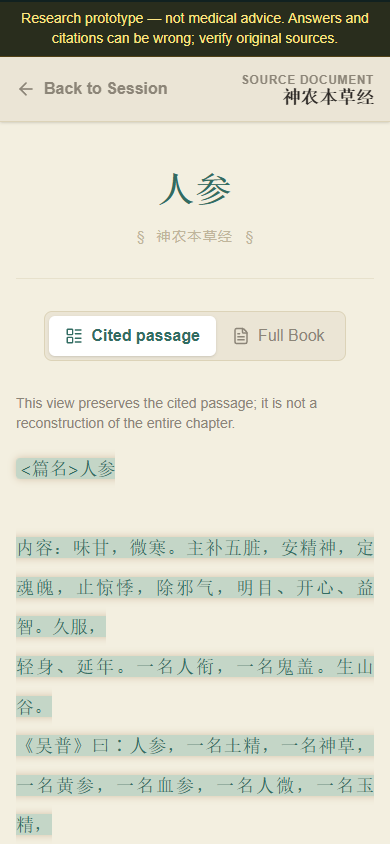 Research prototype — not medical advice. Answers and
citations can be wrong; verify original sources.
Back to Session
SOURCE DOCUMENT
神农本草经
人参
§ 神农本草经 §
Cited passage
Full Book
This view preserves the cited passage; it is not a
reconstruction of the entire chapter.
<篇名>人参
内容：味甘，微寒。主补五脏，安精神，定
魂魄，止惊悸，除邪气，明目、开心、益
智。久服，
轻身、延年。一名人衔，一名鬼盖。生山
谷。
《吴普》曰：人参，一名土精，一名神草，
一名黄参，一名血参，一名人微，一名玉
精，